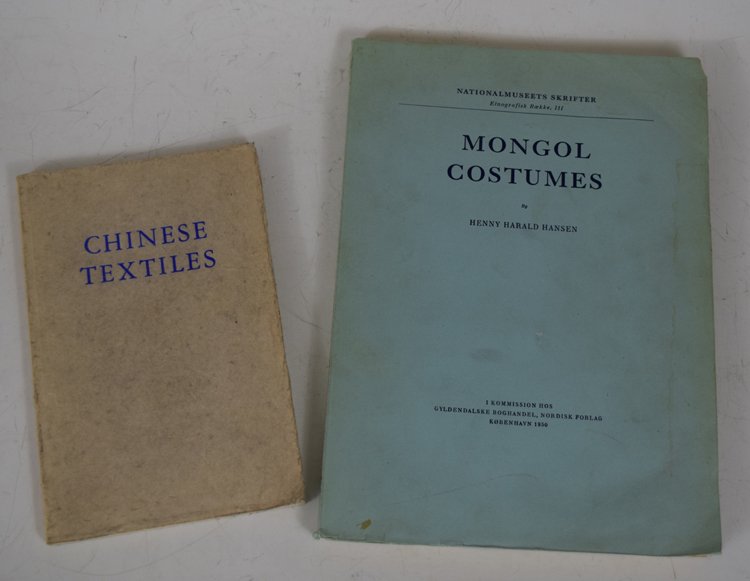 CHINESE
TEXTILES
NATIONALMUSEETS SKRIFTER
Etnografisk Række, III
MONGOL
COSTUMES
By
HENNY HARALD HANSEN
I KOMMISSION HOS
GYLDENDALSKE BOGHANDEL, NORDISK FORLAG
KØBENHAVN 1950